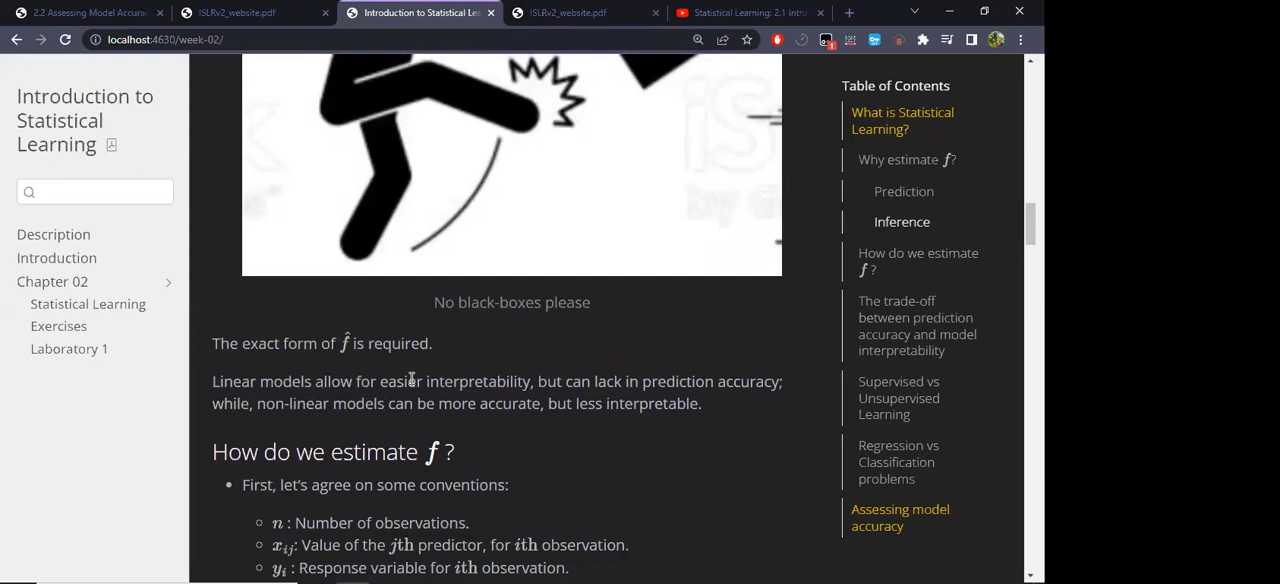 2.2 Assessing Model Accurac
ISLRv2_website.pdf
Introduction to Statistical Lea
ISLRv2_website.pdf
Statistical Learning: 2.1 Intro
localhost:4630/week-02/
1
Introduction to
Statistical
Learning
Description
Introduction
Chapter 02
Statistical Learning
Exercises
Laboratory 1
No black-boxes please
The exact form of f̂ is required.
Linear models allow for easier interpretability, but can lack in prediction accuracy;
while, non-linear models can be more accurate, but less interpretable.
How do we estimate f ?
• First, let's agree on some conventions:
◦ n : Number of observations.
◦ xij: Value of the jth predictor, for ith observation.
◦ yi : Response variable for ith observation.
Table of Contents
What is Statistical
Learning?
Why estimate f?
Prediction
Inference
How do we estimate
f ?
The trade-off
between prediction
accuracy and model
interpretability
Supervised vs
Unsupervised
Learning
Regression vs
Classification
problems
Assessing model
accuracy